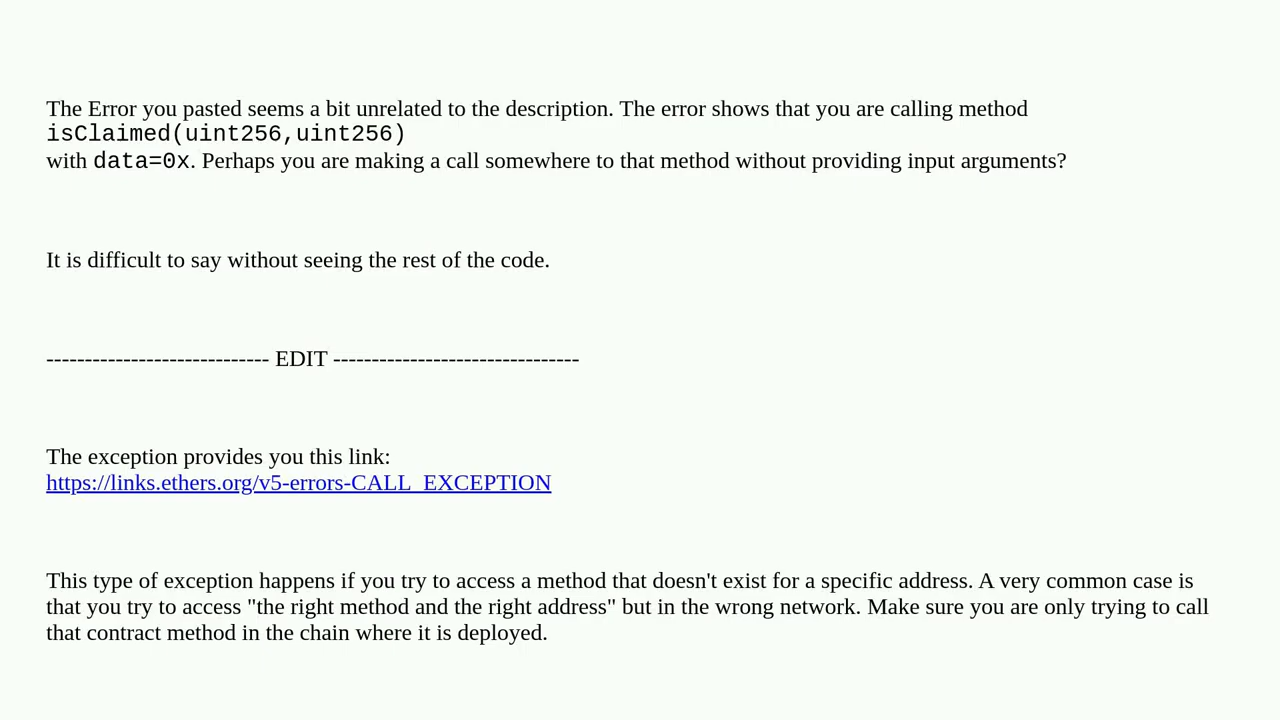 The Error you pasted seems a bit unrelated to the description. The error shows that you are calling method
isClaimed(uint256,uint256)
with data=0x. Perhaps you are making a call somewhere to that method without providing input arguments?
It is difficult to say without seeing the rest of the code.
----------------------------- EDIT --------------------------------
The exception provides you this link:
https://links.ethers.org/v5-errors-CALL_EXCEPTION
This type of exception happens if you try to access a method that doesn't exist for a specific address. A very common case is
that you try to access "the right method and the right address" but in the wrong network. Make sure you are only trying to call
that contract method in the chain where it is deployed.